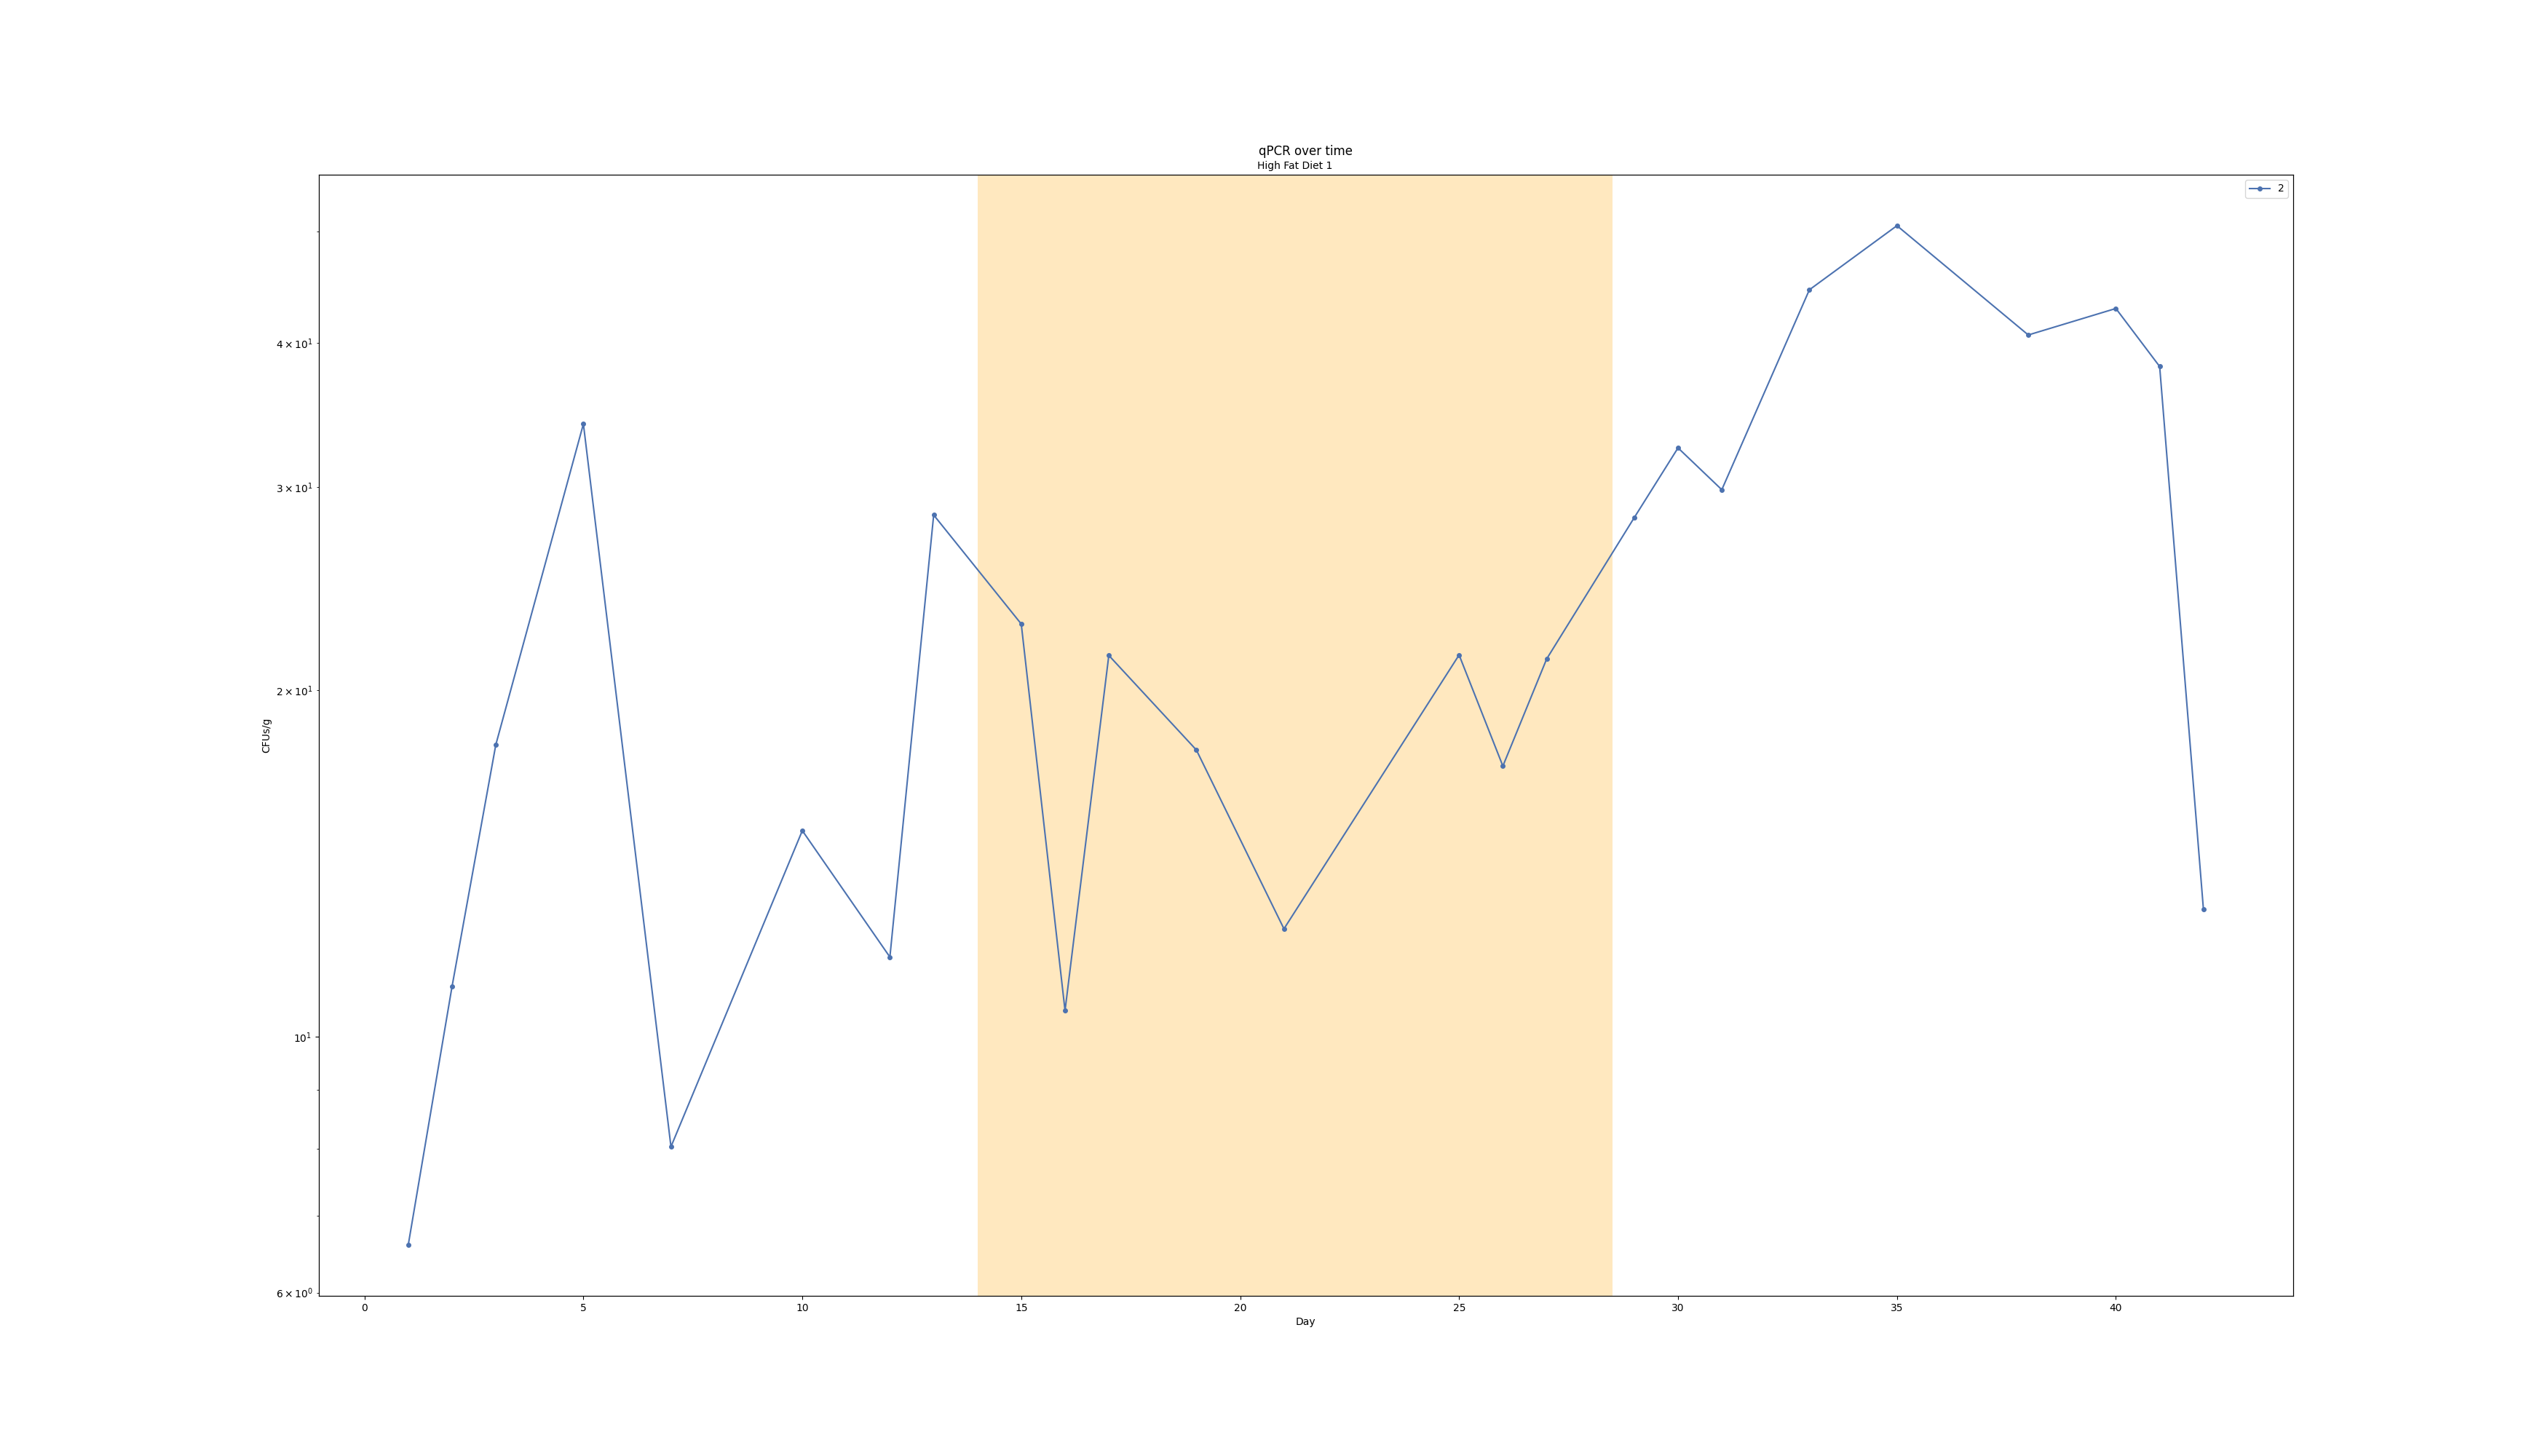 qPCR over time
High Fat Diet 1
2
CFUs/g
4 × 10¹
3 × 10¹
2 × 10¹
10¹
6 × 10⁰
0 5 10 15 20 25 30 35 40
Day